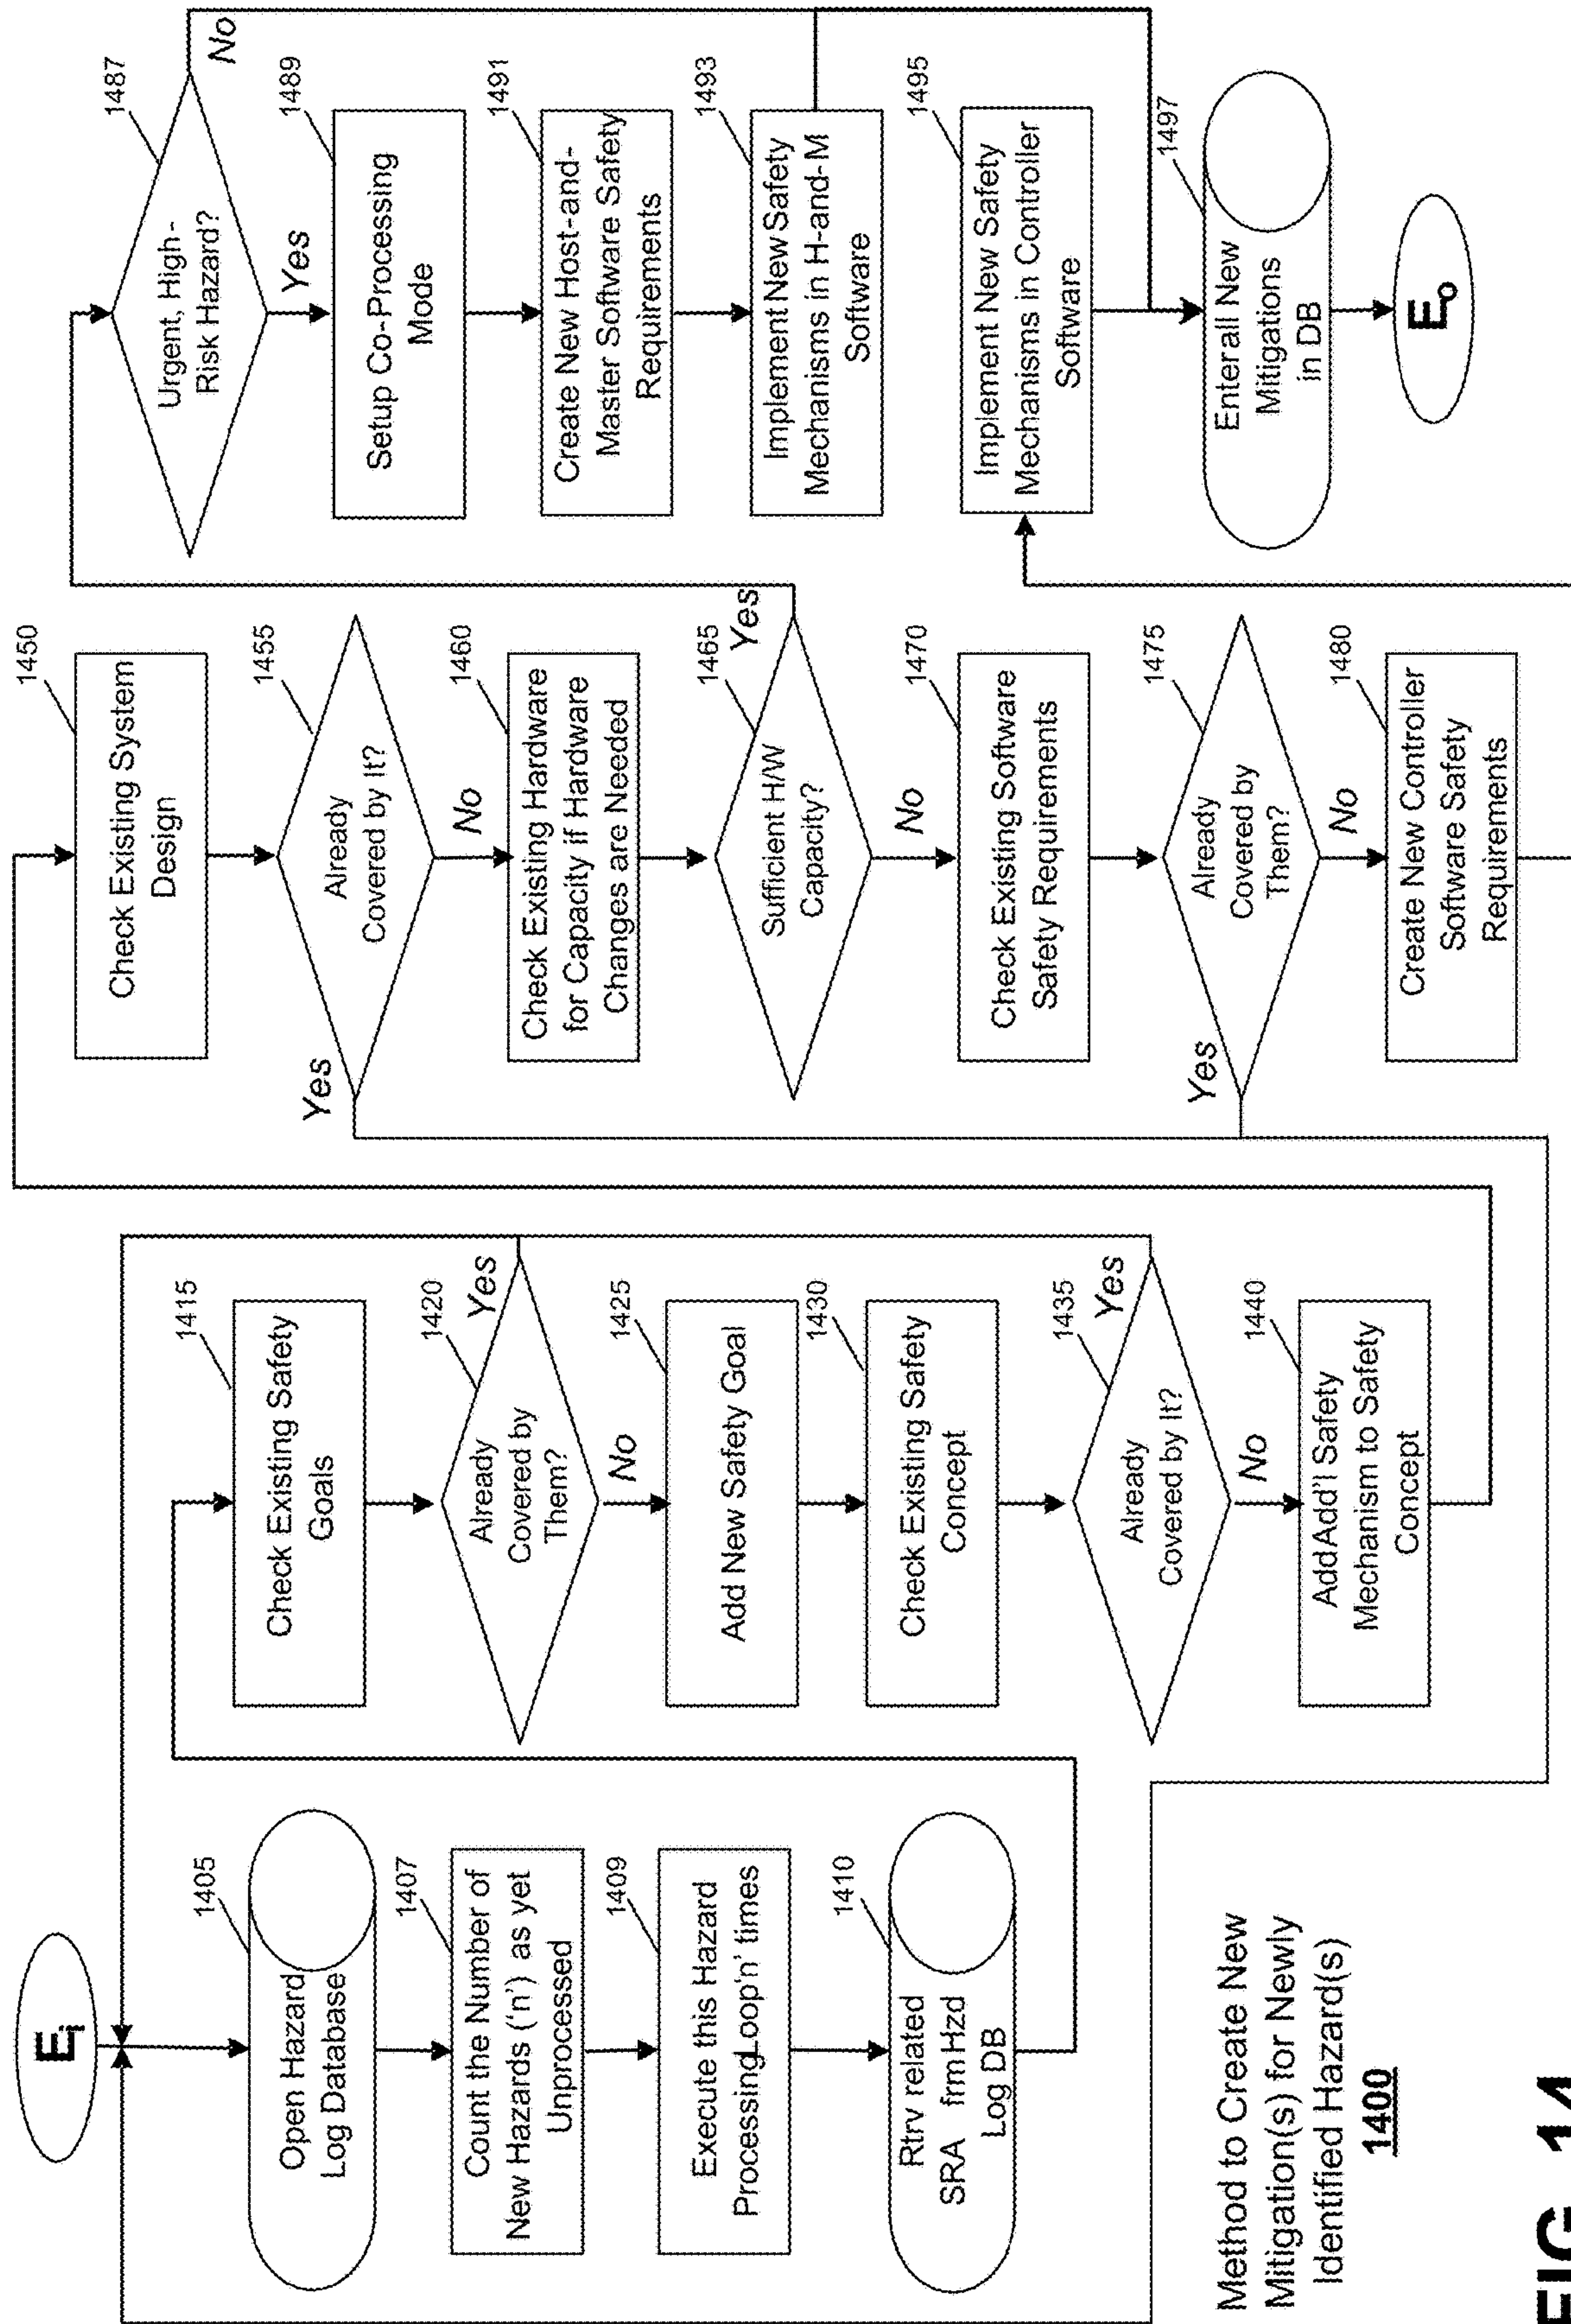 Ei
1405
Open Hazard
Log Database
1407
Count the Number of
New Hazards ('n') as yet
Unprocessed
1409
Execute this Hazard
ProcessingLoop'n' times
1410
Rtrv related
SRA frm Hzd
Log DB
Method to Create New
Mitigation(s) for Newly
Identified Hazard(s)
1400
FIG. 14
1415
Check Existing Safety
Goals
1420
Already
Covered by
Them?
Yes
No
1425
Add New Safety Goal
1430
Check Existing Safety
Concept
1435
Already
Covered by It?
Yes
No
1440
Add Add'l Safety
Mechanism to Safety
Concept
1450
Check Existing System
Design
1455
Already
Covered by It?
Yes
No
1460
Check Existing Hardware
for Capacity if Hardware
Changes are Needed
1465
Sufficient H/W
Capacity?
Yes
No
1470
Check Existing Software
Safety Requirements
1475
Already
Covered by
Them?
Yes
No
1480
Create New Controller
Software Safety
Requirements
1487
Urgent, High-
Risk Hazard?
No
Yes
1489
Setup Co-Processing
Mode
1491
Create New Host-and-
Master Software Safety
Requirements
1493
Implement New Safety
Mechanisms in H-and-M
Software
1495
Implement New Safety
Mechanisms in Controller
Software
1497
Enterall New
Mitigations
in DB
Eo